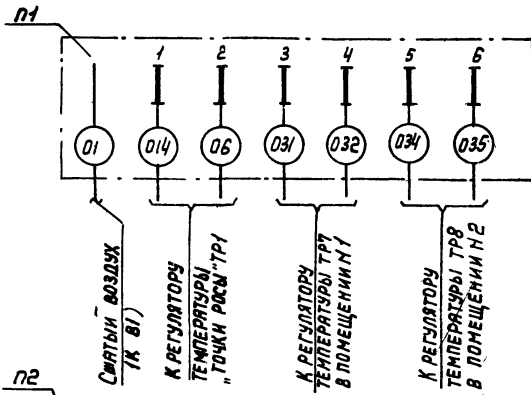 п1
1 2 3 4 5 6
01 014 06 031 032 034 035
Сжатый воздух
(к В1)
К регулятору
температуры
„точки росы" ТР1
К регулятору
температуры ТР7
в помещении N1
К регулятору
температуры ТР8
в помещении N2
п2